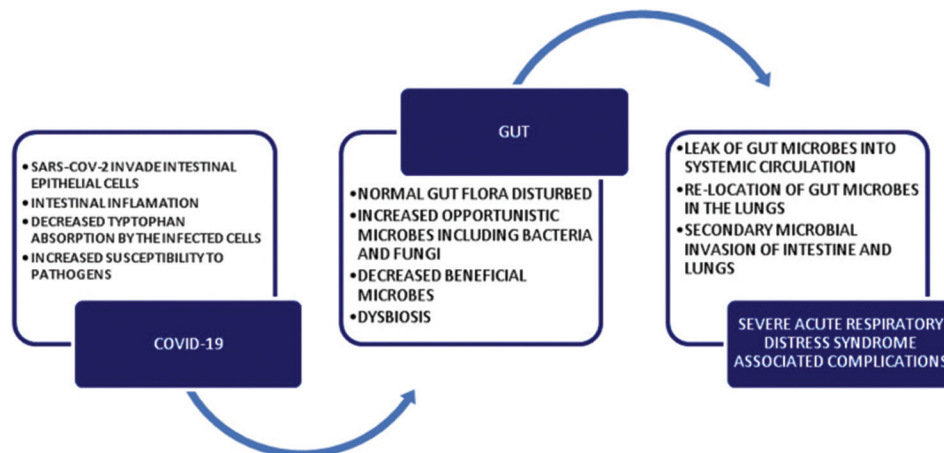 • SARS-COV-2 INVADE INTESTINAL
EPITHELIAL CELLS
• INTESTINAL INFLAMATION
• DECREASED TYPTOPHAN
ABSORPTION BY THE INFECTED CELLS
• INCREASED SUSCEPTIBILITY TO
PATHOGENS
COVID-19
GUT
• NORMAL GUT FLORA DISTURBED
• INCREASED OPPORTUNISTIC
MICROBES INCLUDING BACTERIA
AND FUNGI
• DECREASED BENEFICIAL
MICROBES
• DYSBIOSIS
• LEAK OF GUT MICROBES INTO
SYSTEMIC CIRCULATION
• RE-LOCATION OF GUT MICROBES
IN THE LUNGS
• SECONDARY MICROBIAL
INVASION OF INTESTINE AND
LUNGS
SEVERE ACUTE RESPIRATORY
DISTRESS SYNDROME
ASSOCIATED COMPLICATIONS